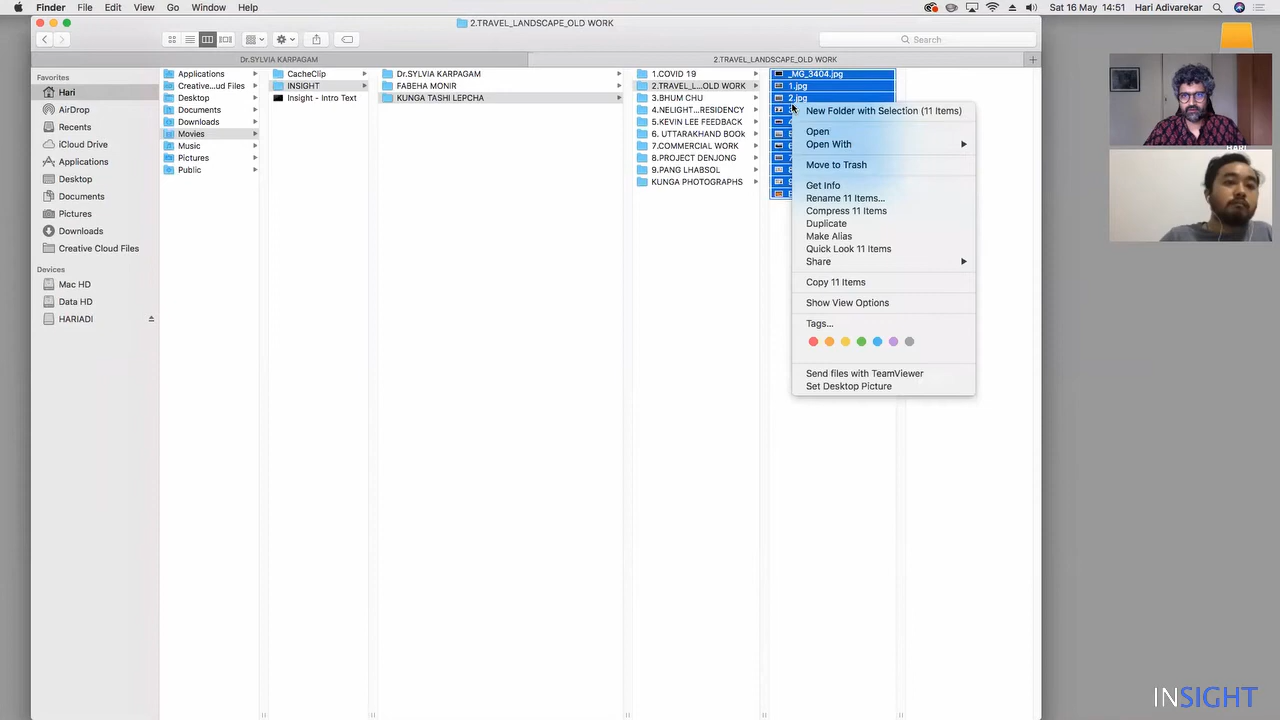 Finder File Edit View Go Window Help
Sat 16 May 14:51 Hari Adivarekar
2.TRAVEL_LANDSCAPE_OLD WORK
Search
Dr.SYLVIA KARPAGAM
2.TRAVEL_LANDSCAPE_OLD WORK
Favorites
Hari
AirDrop
Recents
iCloud Drive
Applications
Desktop
Documents
Pictures
Downloads
Creative Cloud Files
Devices
Mac HD
Data HD
HARIADI
Applications
Creative...ud Files
Desktop
Documents
Downloads
Movies
Music
Pictures
Public
CacheClip
INSIGHT
Insight - Intro Text
Dr.SYLVIA KARPAGAM
FABEHA MONIR
KUNGA TASHI LEPCHA
1.COVID 19
2.TRAVEL_L...OLD WORK
3.BHUM CHU
4.NELIGHT...RESIDENCY
5.KEVIN LEE FEEDBACK
6. UTTARAKHAND BOOK
7.COMMERCIAL WORK
8.PROJECT DENJONG
9.PANG LHABSOL
KUNGA PHOTOGRAPHS
_MG_3404.jpg
1.jpg
2.jpg
New Folder with Selection (11 Items)
Open
Open With
Move to Trash
Get Info
Rename 11 Items...
Compress 11 Items
Duplicate
Make Alias
Quick Look 11 Items
Share
Copy 11 Items
Show View Options
Tags...
Send files with TeamViewer
Set Desktop Picture
HARI
INSIGHT